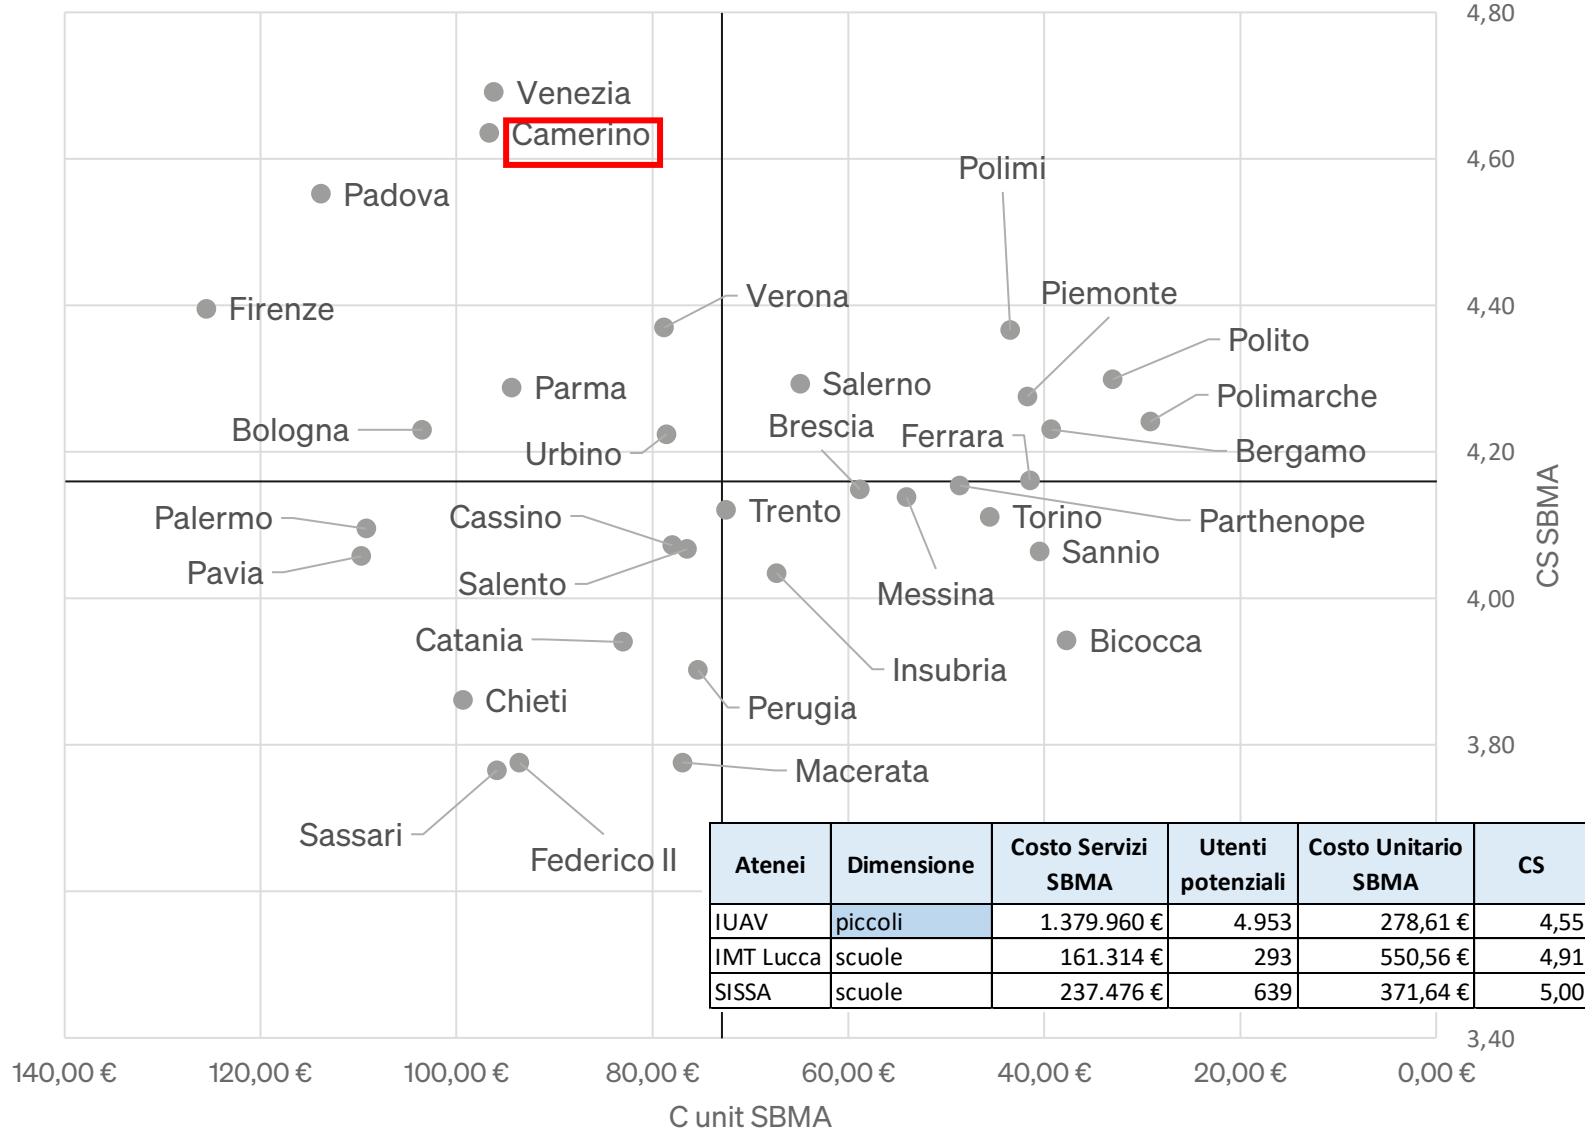 4,80
Venezia
Camerino
4,60
Polimi
Padova
Piemonte
Verona
Firenze
4,40
Polito
Salerno
Parma
Polimarche
Brescia
Bologna
Ferrara
Urbino
Bergamo
4,20
CS SBMA
Palermo
Cassino
Trento
Torino
Parthenope
Sannio
Pavia
Salento
Messina
4,00
Catania
Bicocca
Insubria
Chieti
Perugia
3,80
Macerata
Sassari
Federico II
Atenei Dimensione Costo Servizi SBMA Utenti potenziali Costo Unitario SBMA CS
IUAV piccoli 1.379.960 € 4.953 278,61 € 4,55
IMT Lucca scuole 161.314 € 293 550,56 € 4,91
SISSA scuole 237.476 € 639 371,64 € 5,00
3,40
140,00 € 120,00 € 100,00 € 80,00 € 60,00 € 40,00 € 20,00 € 0,00 €
C unit SBMA